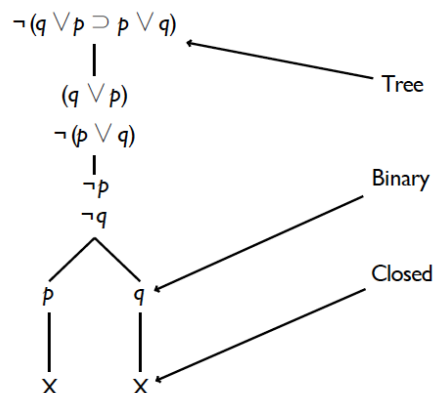 ¬(q ∨ p ⊃ p ∨ q)
Tree
(q ∨ p)
¬(p ∨ q)
Binary
¬p
¬q
Closed
p q
X X